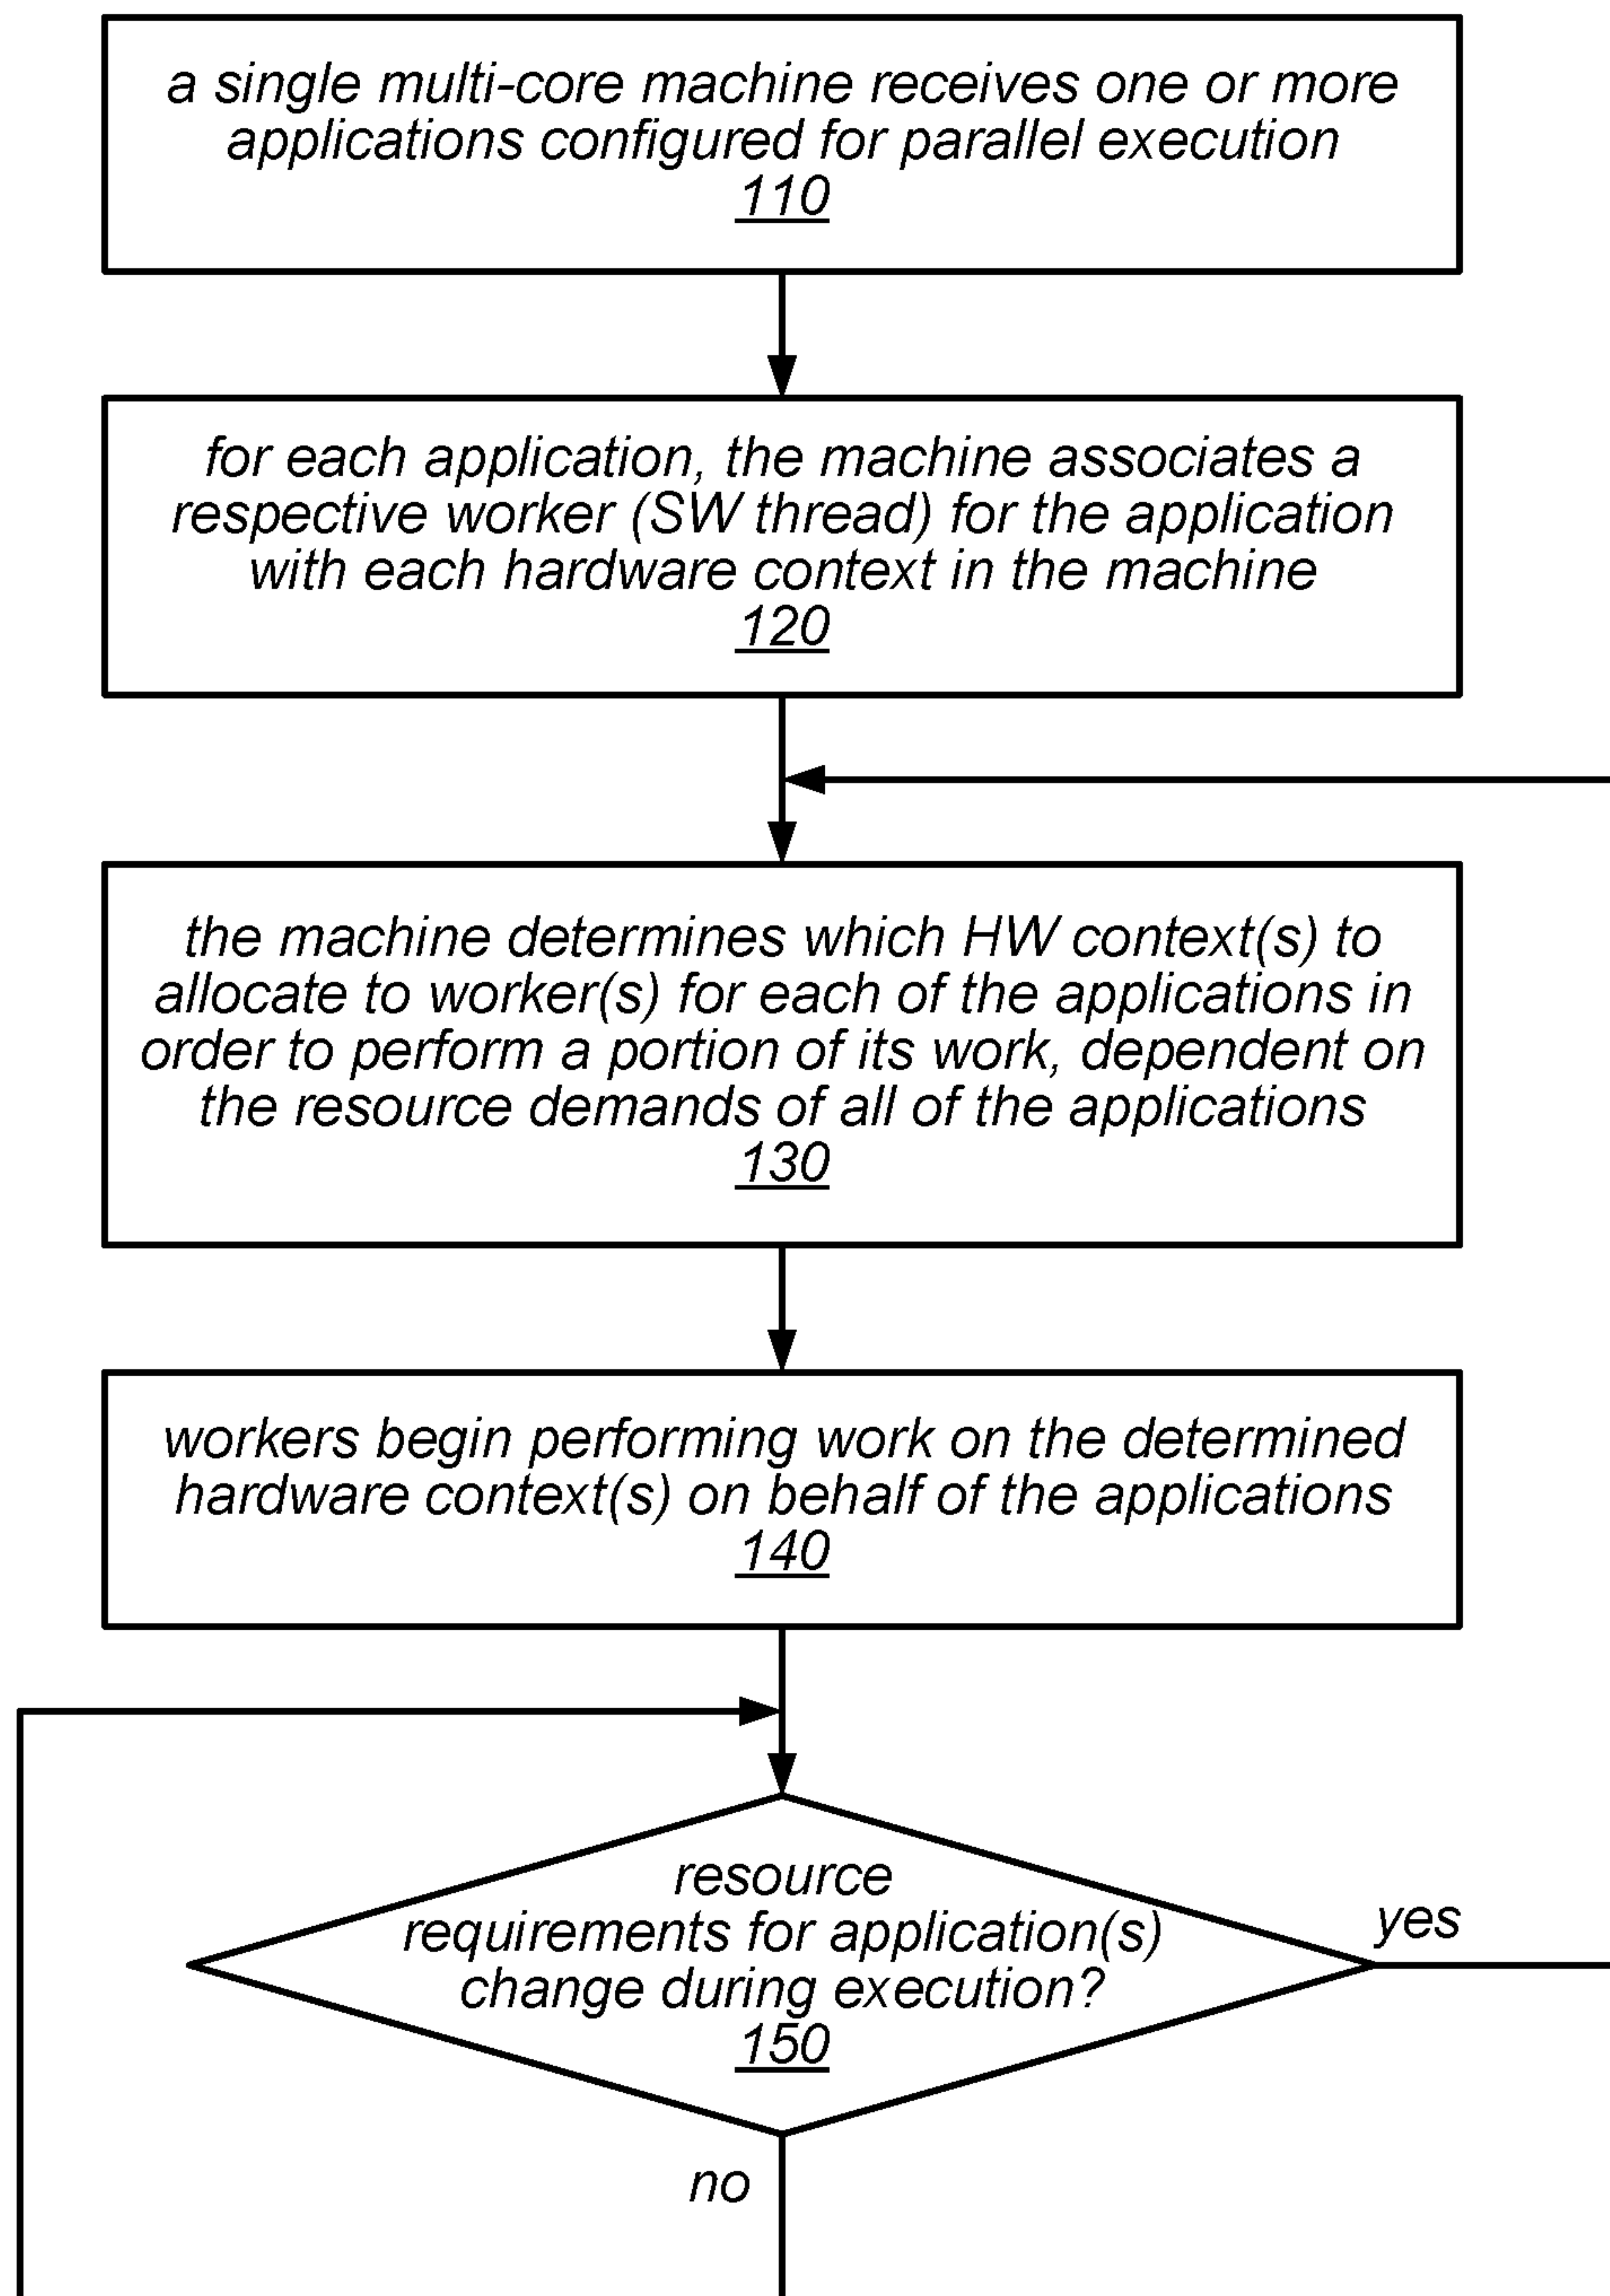 a single multi-core machine receives one or more
applications configured for parallel execution
110
for each application, the machine associates a
respective worker (SW thread) for the application
with each hardware context in the machine
120
the machine determines which HW context(s) to
allocate to worker(s) for each of the applications in
order to perform a portion of its work, dependent on
the resource demands of all of the applications
130
workers begin performing work on the determined
hardware context(s) on behalf of the applications
140
resource
requirements for application(s)
change during execution?
150
yes
no